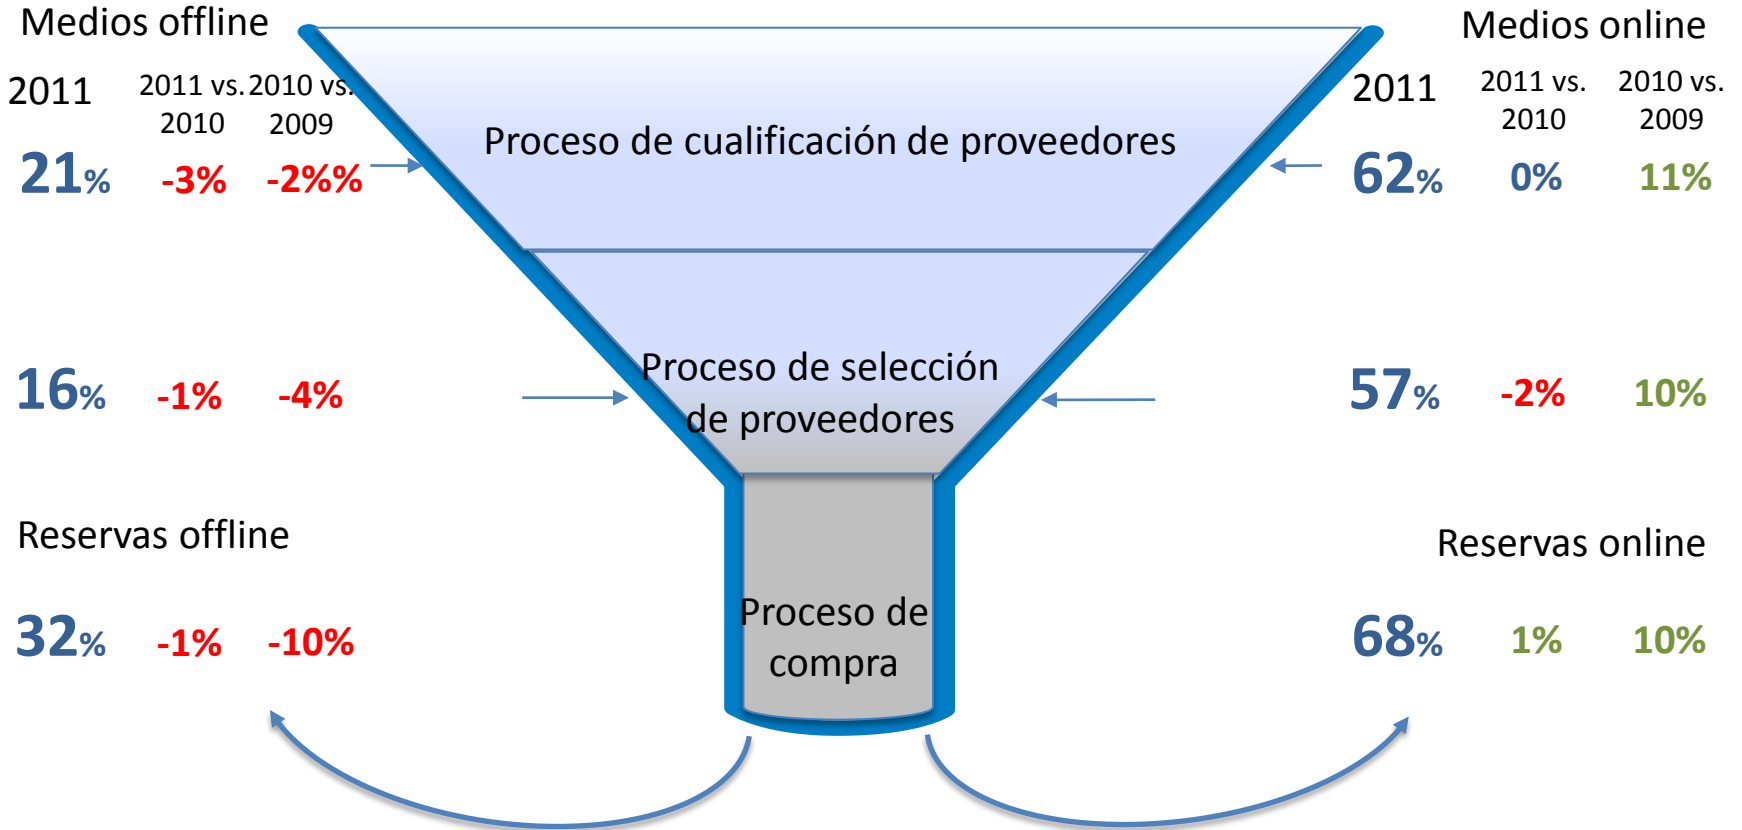 Medios offline
Medios online
2011
2011 vs.
2010
2010 vs.
2009
2011
2011 vs.
2010
2010 vs.
2009
21% -3% -2%%
Proceso de cualificación de proveedores
62% 0% 11%
16% -1% -4%
Proceso de selección
de proveedores
57% -2% 10%
Reservas offline
Reservas online
32% -1% -10%
Proceso de
compra
68% 1% 10%